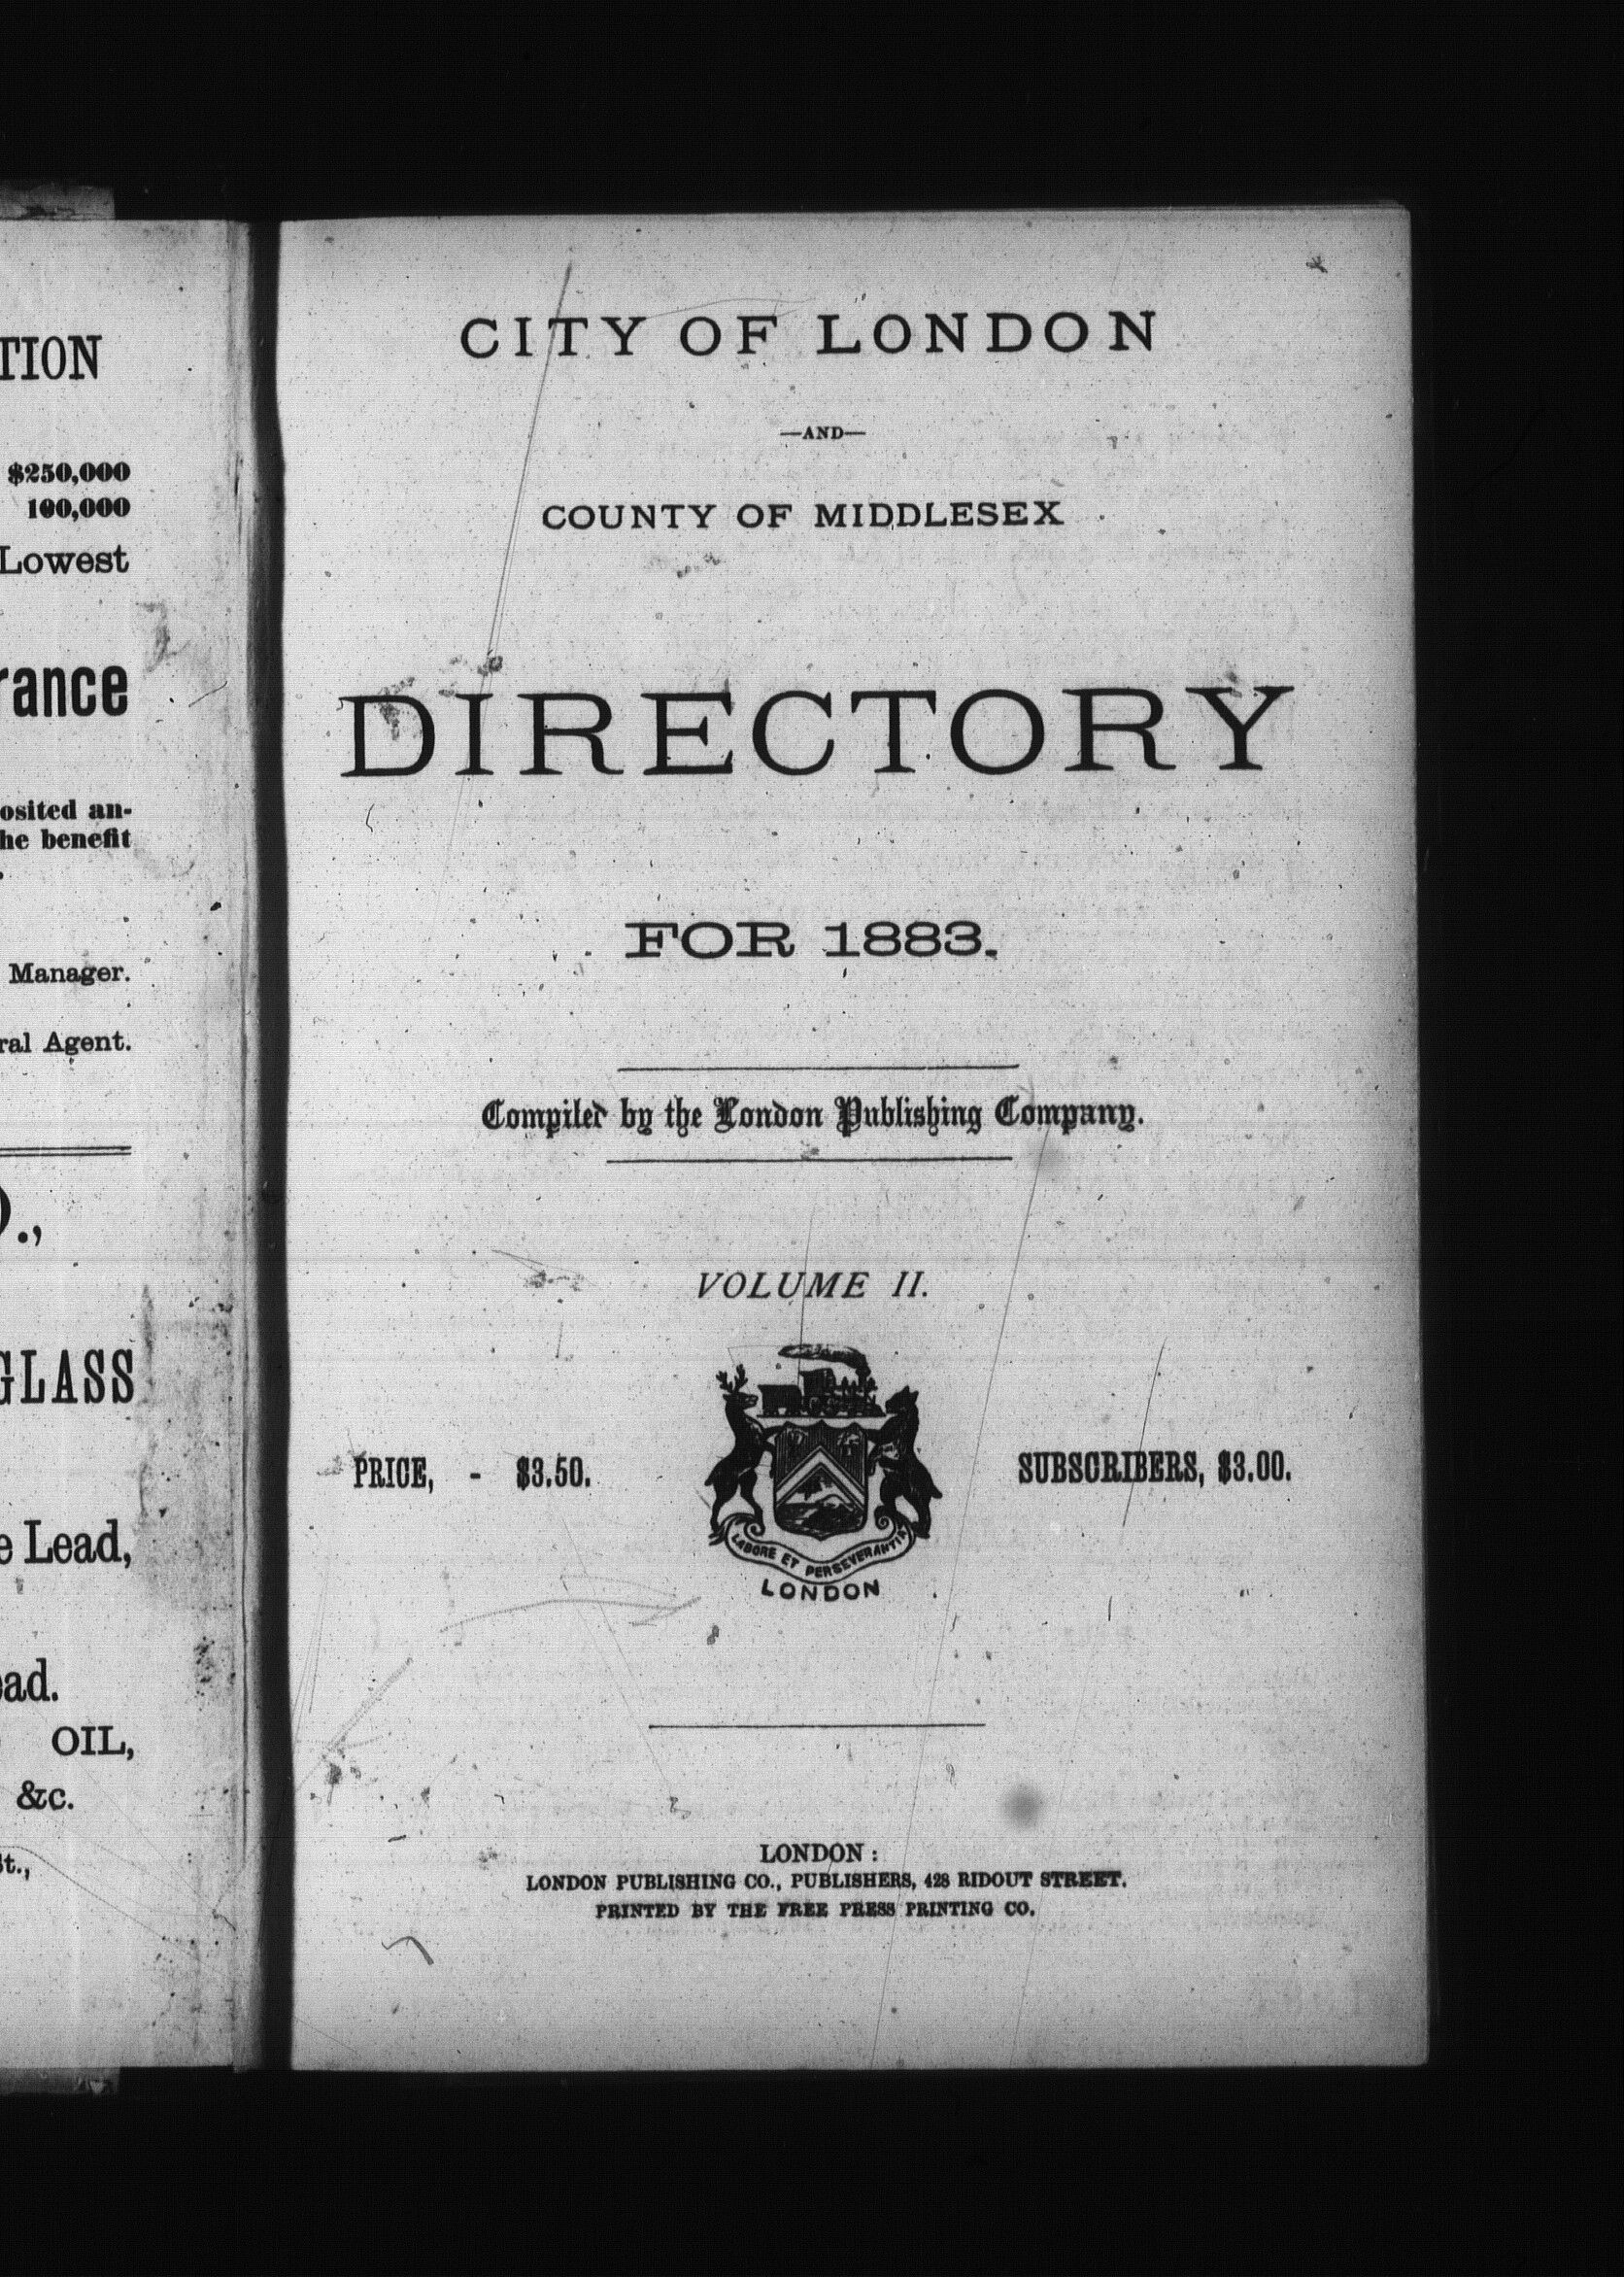 TION
$250,000
100,000
Lowest
rance
osited an-
he benefit
Manager.
ral Agent.
O.,
GLASS
e Lead,
ead.
OIL,
&c.
St.,
CITY OF LONDON
—AND—
COUNTY OF MIDDLESEX
DIRECTORY
FOR 1883.
Compiled by the London Publishing Company.
VOLUME II.
PRICE, - $3.50.
SUBSCRIBERS, $3.00.
LABORE ET PERSEVERANTIA
LONDON
LONDON:
LONDON PUBLISHING CO., PUBLISHERS, 428 RIDOUT STREET.
PRINTED BY THE FREE PRESS PRINTING CO.